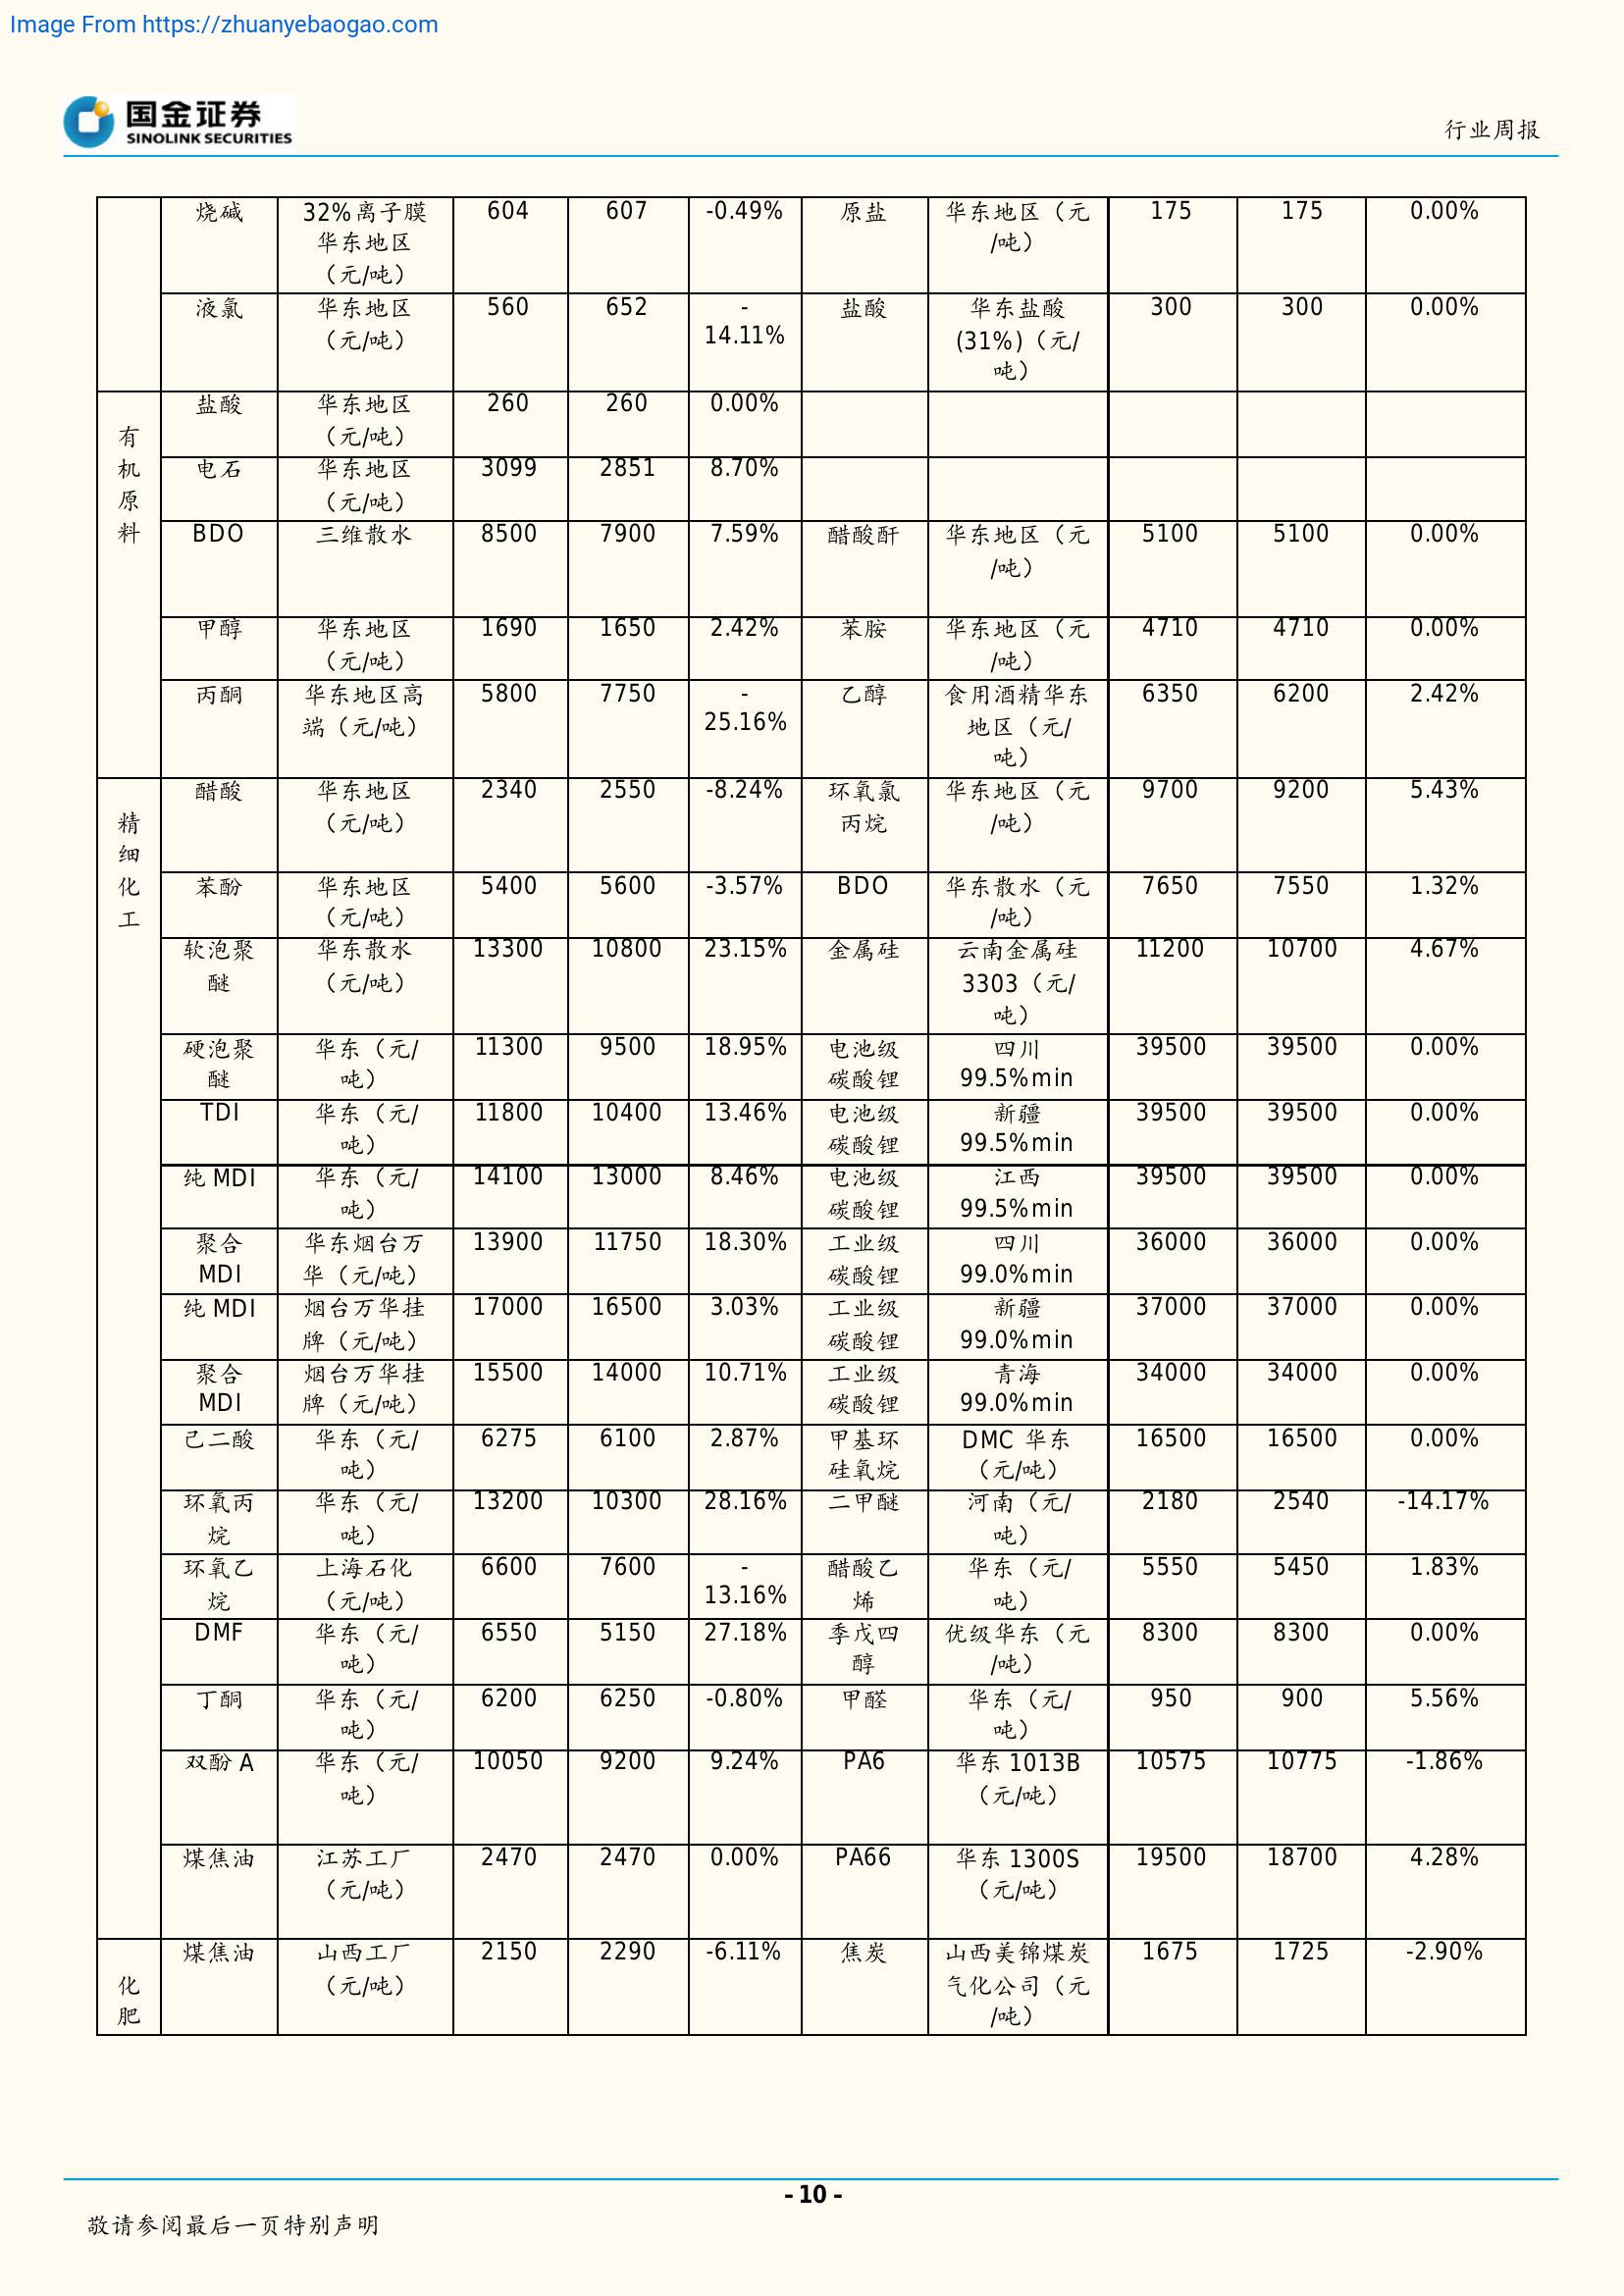 Image From https://zhuanyebaogao.com
国金证券
SINOLINK SECURITIES
行业周报
烧碱 32%离子膜华东地区（元/吨） 604 607 -0.49% 原盐 华东地区（元/吨） 175 175 0.00%
液氯 华东地区（元/吨） 560 652 -14.11% 盐酸 华东盐酸(31%)（元/吨） 300 300 0.00%
有机原料 盐酸 华东地区（元/吨） 260 260 0.00%
电石 华东地区（元/吨） 3099 2851 8.70%
BDO 三维散水 8500 7900 7.59% 醋酸酐 华东地区（元/吨） 5100 5100 0.00%
甲醇 华东地区（元/吨） 1690 1650 2.42% 苯胺 华东地区（元/吨） 4710 4710 0.00%
丙酮 华东地区高端（元/吨） 5800 7750 -25.16% 乙醇 食用酒精华东地区（元/吨） 6350 6200 2.42%
精细化工 醋酸 华东地区（元/吨） 2340 2550 -8.24% 环氧氯丙烷 华东地区（元/吨） 9700 9200 5.43%
苯酚 华东地区（元/吨） 5400 5600 -3.57% BDO 华东散水（元/吨） 7650 7550 1.32%
软泡聚醚 华东散水（元/吨） 13300 10800 23.15% 金属硅 云南金属硅3303（元/吨） 11200 10700 4.67%
硬泡聚醚 华东（元/吨） 11300 9500 18.95% 电池级碳酸锂 四川99.5%min 39500 39500 0.00%
TDI 华东（元/吨） 11800 10400 13.46% 电池级碳酸锂 新疆99.5%min 39500 39500 0.00%
纯 MDI 华东（元/吨） 14100 13000 8.46% 电池级碳酸锂 江西99.5%min 39500 39500 0.00%
聚合MDI 华东烟台万华（元/吨） 13900 11750 18.30% 工业级碳酸锂 四川99.0%min 36000 36000 0.00%
纯 MDI 烟台万华挂牌（元/吨） 17000 16500 3.03% 工业级碳酸锂 新疆99.0%min 37000 37000 0.00%
聚合MDI 烟台万华挂牌（元/吨） 15500 14000 10.71% 工业级碳酸锂 青海99.0%min 34000 34000 0.00%
己二酸 华东（元/吨） 6275 6100 2.87% 甲基环硅氧烷 DMC 华东（元/吨） 16500 16500 0.00%
环氧丙烷 华东（元/吨） 13200 10300 28.16% 二甲醚 河南（元/吨） 2180 2540 -14.17%
环氧乙烷 上海石化（元/吨） 6600 7600 -13.16% 醋酸乙烯 华东（元/吨） 5550 5450 1.83%
DMF 华东（元/吨） 6550 5150 27.18% 季戊四醇 优级华东（元/吨） 8300 8300 0.00%
丁酮 华东（元/吨） 6200 6250 -0.80% 甲醛 华东（元/吨） 950 900 5.56%
双酚 A 华东（元/吨） 10050 9200 9.24% PA6 华东 1013B（元/吨） 10575 10775 -1.86%
煤焦油 江苏工厂（元/吨） 2470 2470 0.00% PA66 华东 1300S（元/吨） 19500 18700 4.28%
化肥 煤焦油 山西工厂（元/吨） 2150 2290 -6.11% 焦炭 山西美锦煤炭气化公司（元/吨） 1675 1725 -2.90%
- 10 -
敬请参阅最后一页特别声明